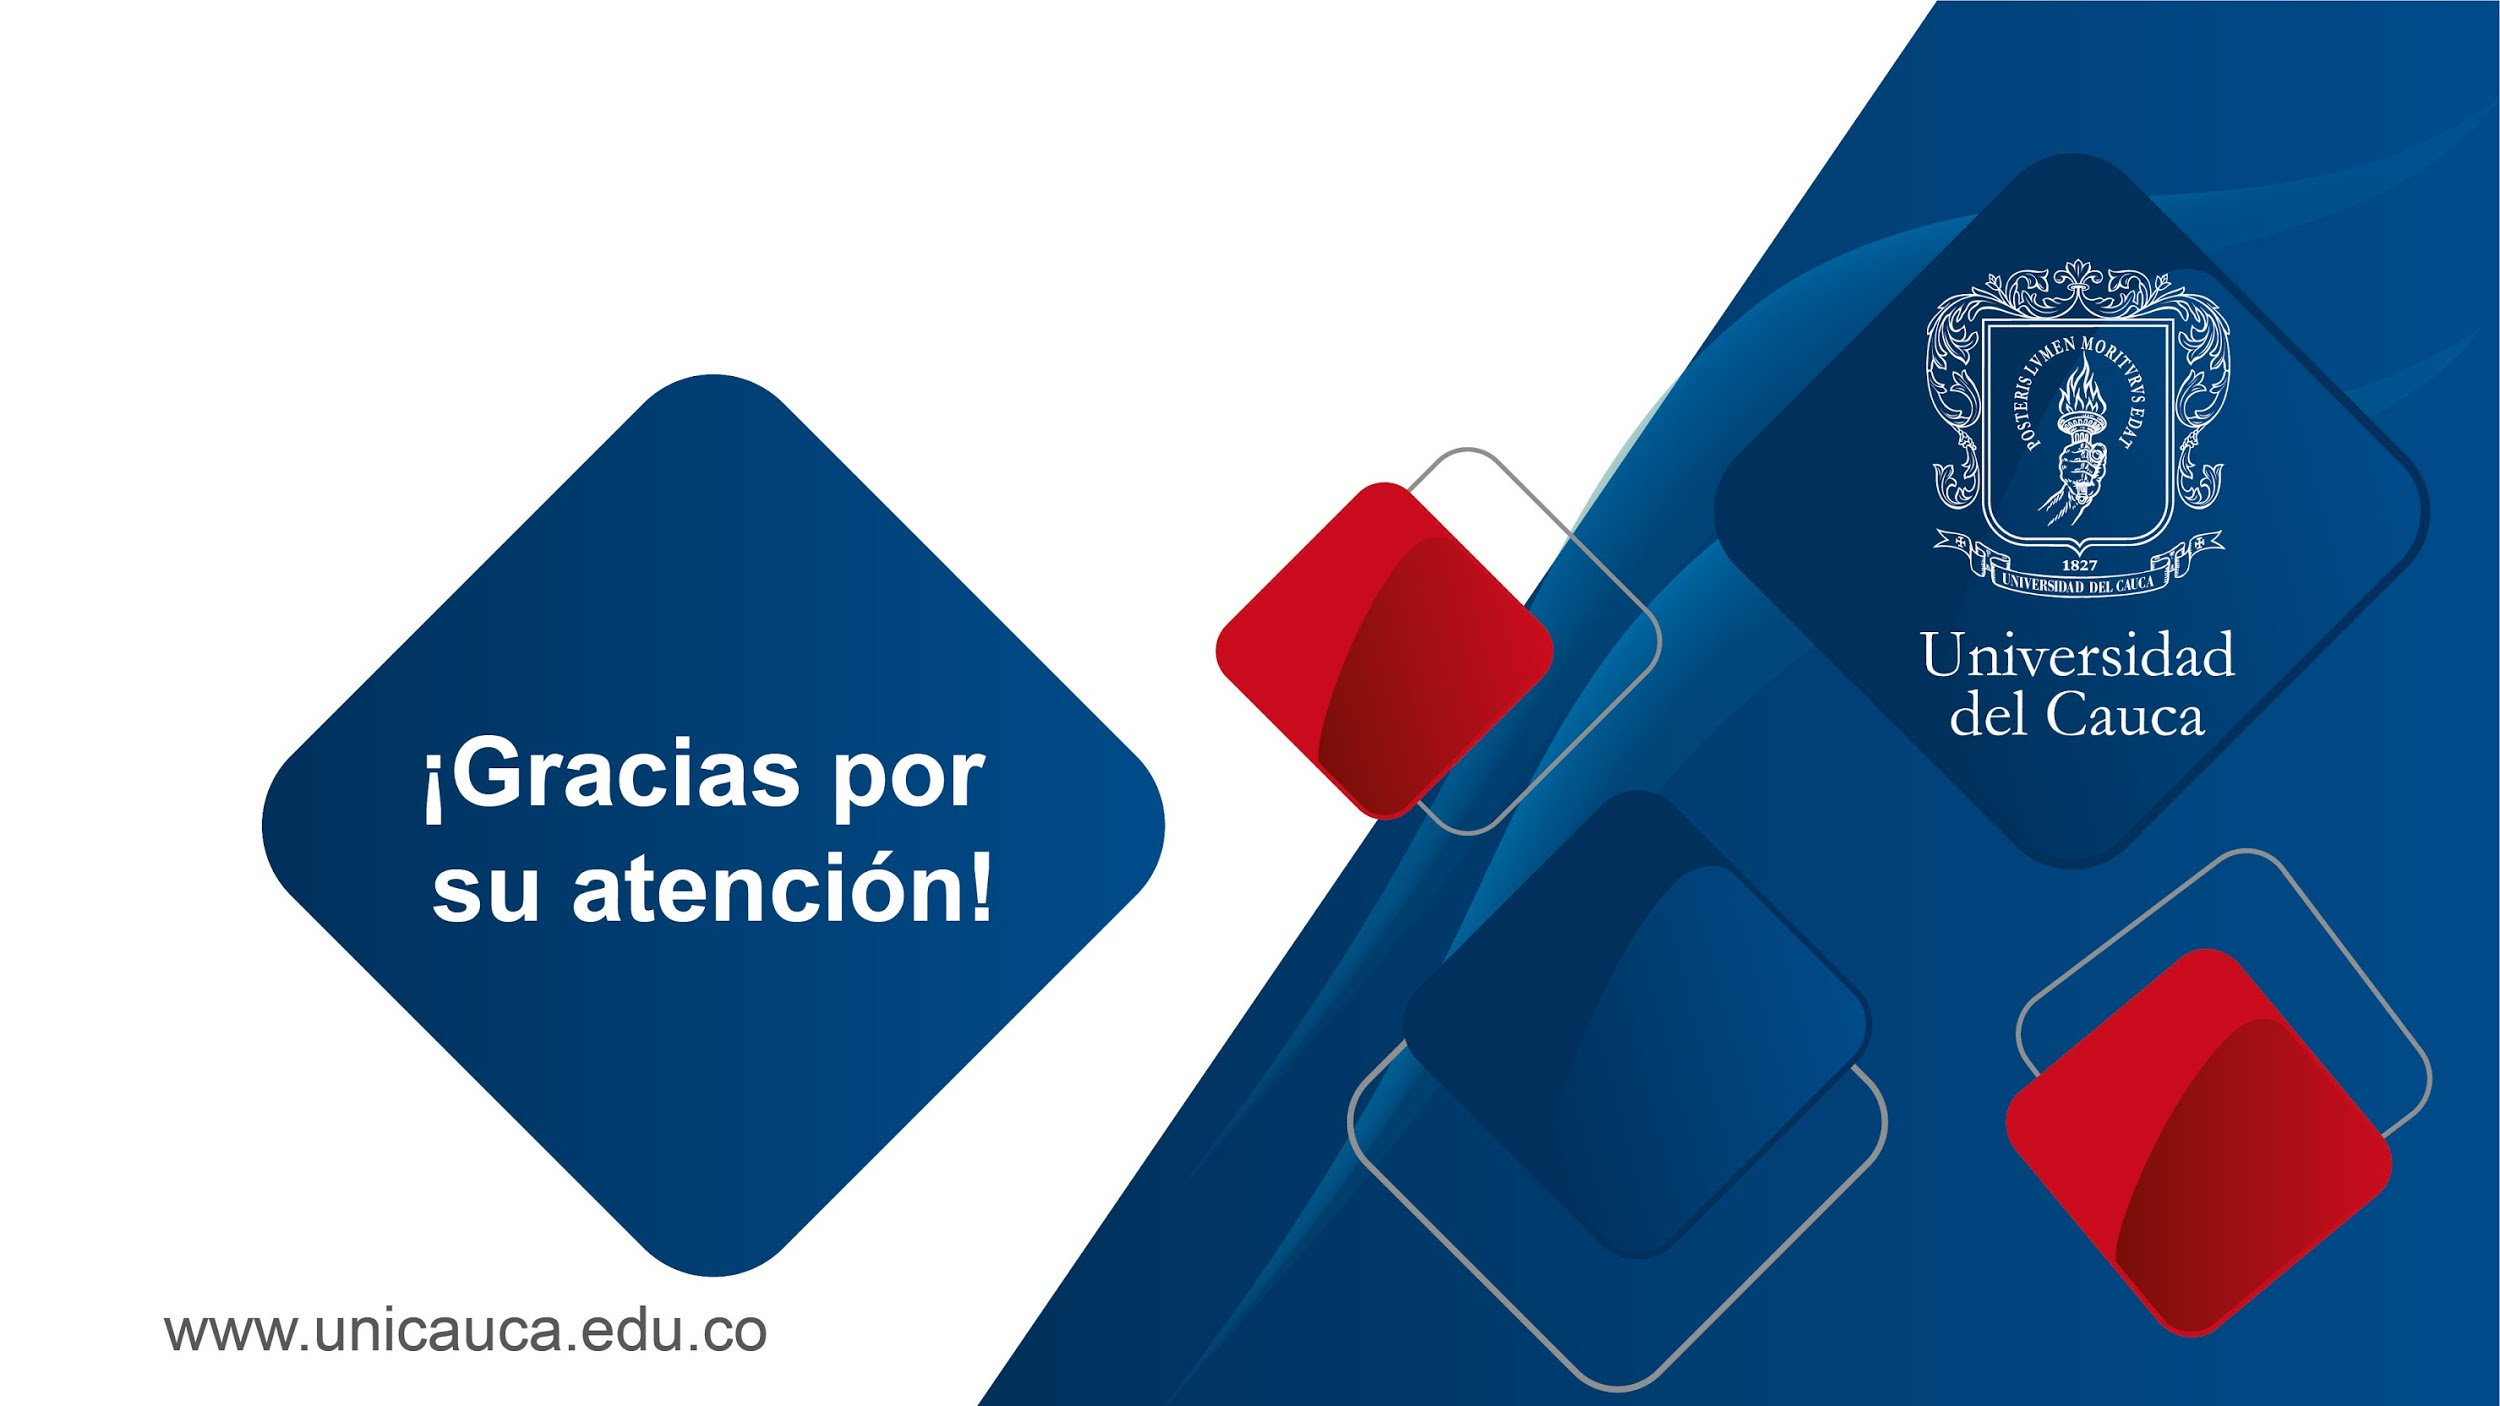 ¡Gracias por
su atención!
www.unicauca.edu.co
POSTERIS LVMEN MORITVRVS EDAT
1827
UNIVERSIDAD DEL CAUCA
Universidad
del Cauca